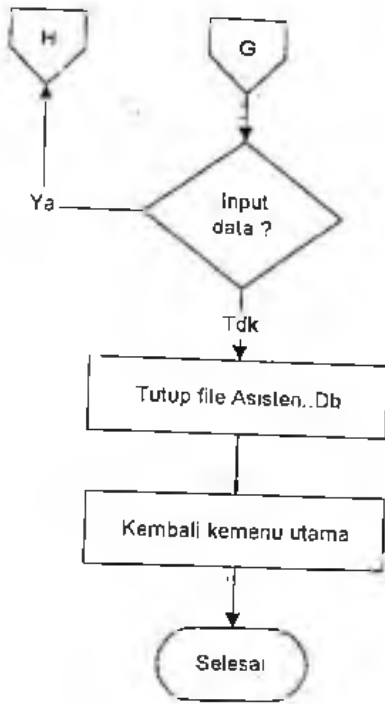 H
G
Input
data ?
Ya
Tdk
Tutup file Asisten..Db
Kembali kemenu utama
Selesai